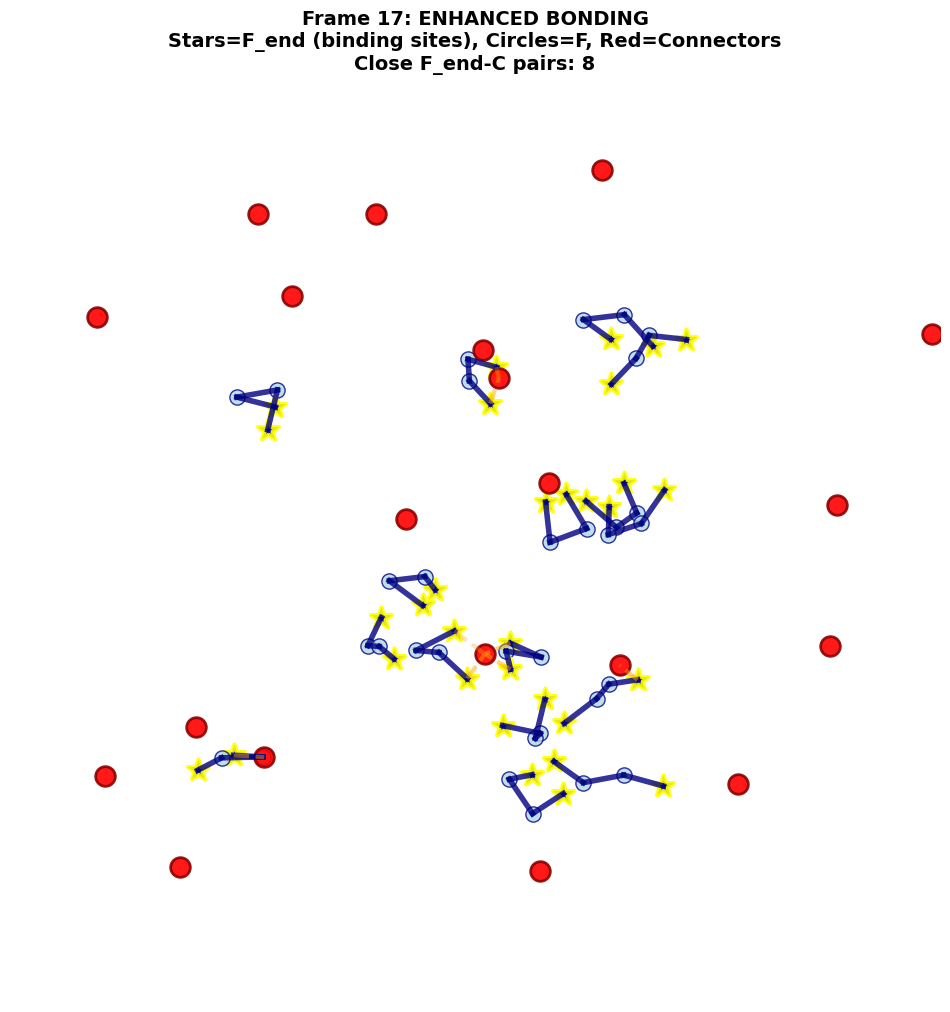 Frame 17: ENHANCED BONDING
Stars=F_end (binding sites), Circles=F, Red=Connectors
Close F_end-C pairs: 8